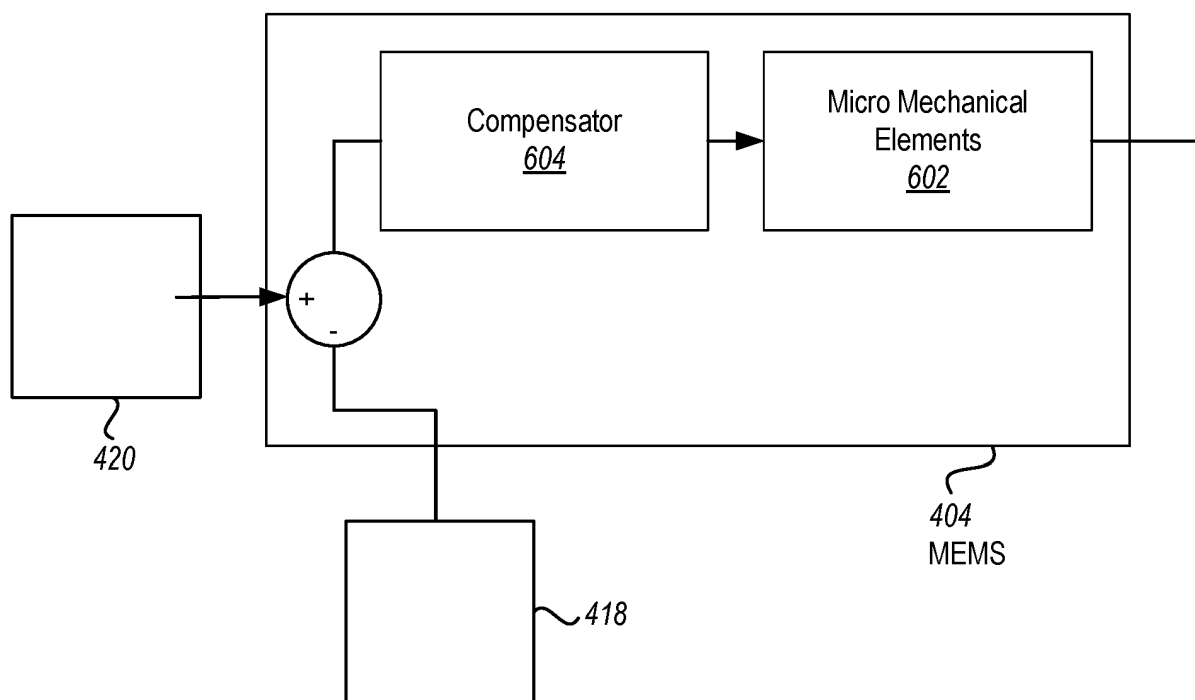 Compensator
604
Micro Mechanical
Elements
602
+
-
420
404
MEMS
418